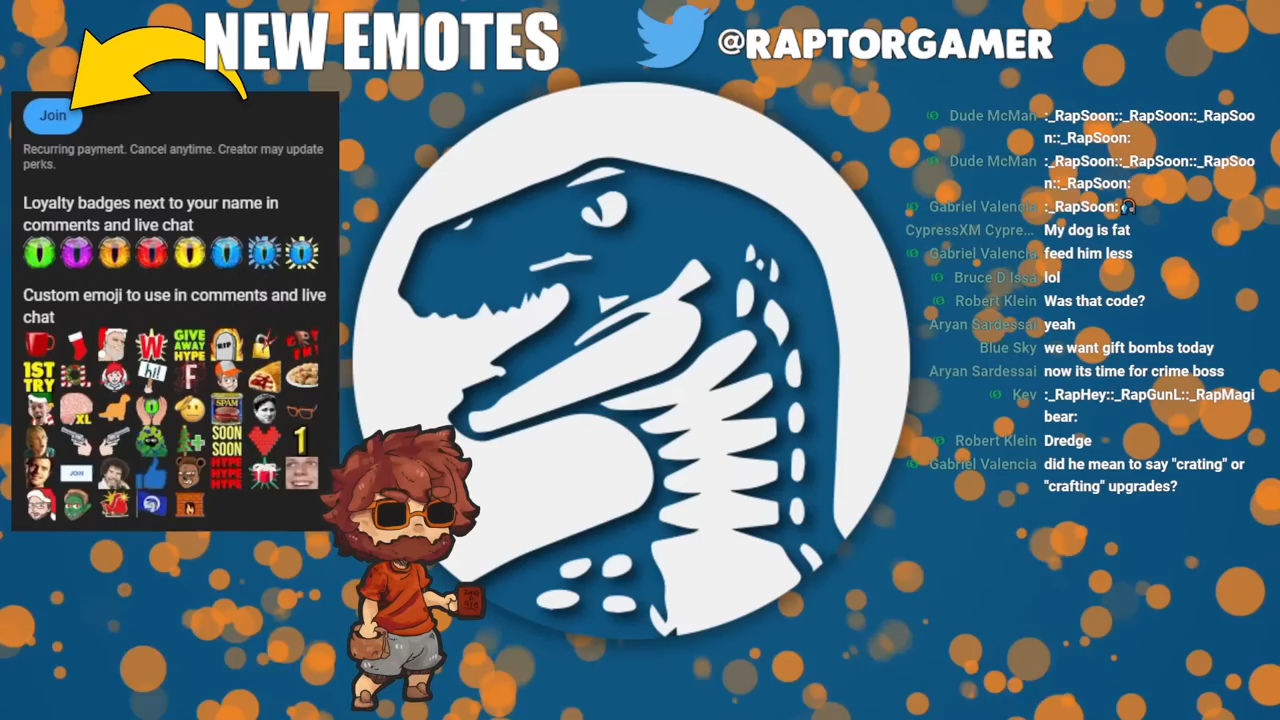 NEW EMOTES
@RAPTORGAMER
Join
Recurring payment. Cancel anytime. Creator may update
perks.
Loyalty badges next to your name in
comments and live chat
Custom emoji to use in comments and live
chat
W
GIVE
AWAY
HYPE
RIP
1ST
TRY
hi!
F
XL
SPAM
SOON
SOON
1
JOIN
HYPE
HYPE
HYPE
Dude McMan :_RapSoon::_RapSoon::_RapSoo
n::_RapSoon:
Dude McMan :_RapSoon::_RapSoon::_RapSoo
n::_RapSoon:
Gabriel Valencia :_RapSoon:
CypressXM Cypre... My dog is fat
Gabriel Valencia feed him less
Bruce D Issa lol
Robert Klein Was that code?
Aryan Sardessai yeah
Blue Sky we want gift bombs today
Aryan Sardessai now its time for crime boss
Kev :_RapHey::_RapGunL::_RapMagi
bear:
Robert Klein Dredge
Gabriel Valencia did he mean to say "crating" or
"crafting" upgrades?